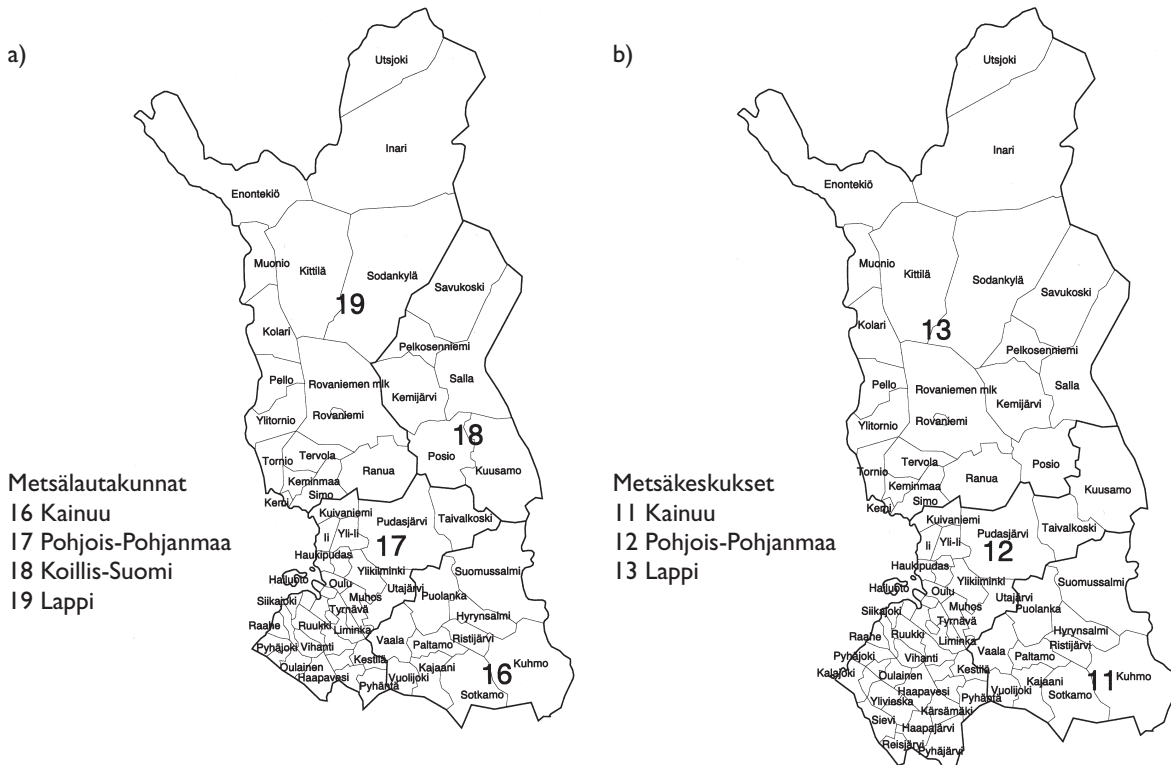 a)
Utsjoki
Inari
Enontekiö
Muonio
Kittilä
Sodankylä
Savukoski
19
Kolari
Pelkosenniemi
Pello
Rovaniemen mlk
Kemijärvi
Salla
Ylitornio
Rovaniemi
18
Tornio
Tervola
Ranua
Posio
Kuusamo
Keminmaa
Simo
Kemi
Kuivaniemi
Pudasjärvi
Taivalkoski
Ii
Yli-Ii
17
Haukipudas
Hailuoto
Oulu
Ylikiiminki
Utajärvi
Suomussalmi
Siikajoki
Muhos
Tyrnävä
Puolanka
Hyrynsalmi
Raahe
Ruukki
Liminka
Vaala
Paltamo
Ristijärvi
Pyhäjoki
Vihanti
Kestilä
Kajaani
16
Kuhmo
Oulainen
Haapavesi
Pyhäntä
Vuolijoki
Sotkamo
Metsälautakunnat
16 Kainuu
17 Pohjois-Pohjanmaa
18 Koillis-Suomi
19 Lappi
b)
Utsjoki
Inari
Enontekiö
Muonio
Kittilä
Sodankylä
Savukoski
13
Kolari
Pelkosenniemi
Pello
Rovaniemen mlk
Kemijärvi
Salla
Ylitornio
Rovaniemi
Tornio
Tervola
Ranua
Posio
Kuusamo
Keminmaa
Simo
Kemi
Kuivaniemi
Pudasjärvi
Taivalkoski
Ii
Yli-Ii
12
Haukipudas
Hailuoto
Oulu
Ylikiiminki
Utajärvi
Suomussalmi
Siikajoki
Muhos
Tyrnävä
Puolanka
Hyrynsalmi
Raahe
Ruukki
Liminka
Vaala
Paltamo
Ristijärvi
Pyhäjoki
Vihanti
Kestilä
Kajaani
11
Kuhmo
Kalajoki
Oulainen
Haapavesi
Pyhäntä
Vuolijoki
Sotkamo
Ylivieska
Kärsämäki
Sievi
Haapajärvi
Reisjärvi
Pyhäjärvi
Metsäkeskukset
11 Kainuu
12 Pohjois-Pohjanmaa
13 Lappi